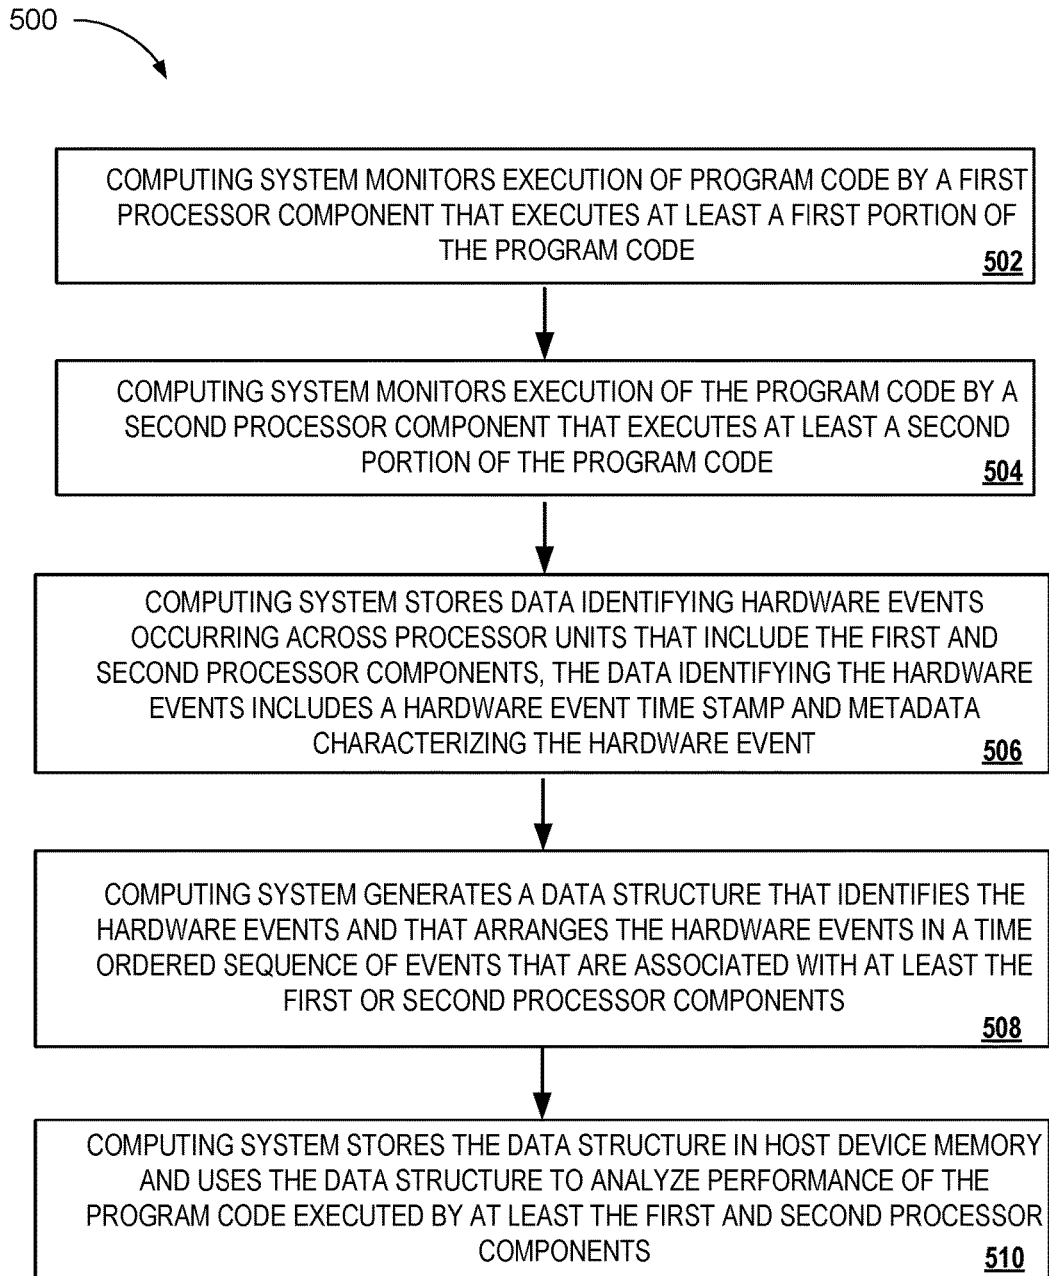 500
COMPUTING SYSTEM MONITORS EXECUTION OF PROGRAM CODE BY A FIRST
PROCESSOR COMPONENT THAT EXECUTES AT LEAST A FIRST PORTION OF
THE PROGRAM CODE
502
COMPUTING SYSTEM MONITORS EXECUTION OF THE PROGRAM CODE BY A
SECOND PROCESSOR COMPONENT THAT EXECUTES AT LEAST A SECOND
PORTION OF THE PROGRAM CODE
504
COMPUTING SYSTEM STORES DATA IDENTIFYING HARDWARE EVENTS
OCCURRING ACROSS PROCESSOR UNITS THAT INCLUDE THE FIRST AND
SECOND PROCESSOR COMPONENTS, THE DATA IDENTIFYING THE HARDWARE
EVENTS INCLUDES A HARDWARE EVENT TIME STAMP AND METADATA
CHARACTERIZING THE HARDWARE EVENT
506
COMPUTING SYSTEM GENERATES A DATA STRUCTURE THAT IDENTIFIES THE
HARDWARE EVENTS AND THAT ARRANGES THE HARDWARE EVENTS IN A TIME
ORDERED SEQUENCE OF EVENTS THAT ARE ASSOCIATED WITH AT LEAST THE
FIRST OR SECOND PROCESSOR COMPONENTS
508
COMPUTING SYSTEM STORES THE DATA STRUCTURE IN HOST DEVICE MEMORY
AND USES THE DATA STRUCTURE TO ANALYZE PERFORMANCE OF THE
PROGRAM CODE EXECUTED BY AT LEAST THE FIRST AND SECOND PROCESSOR
COMPONENTS
510